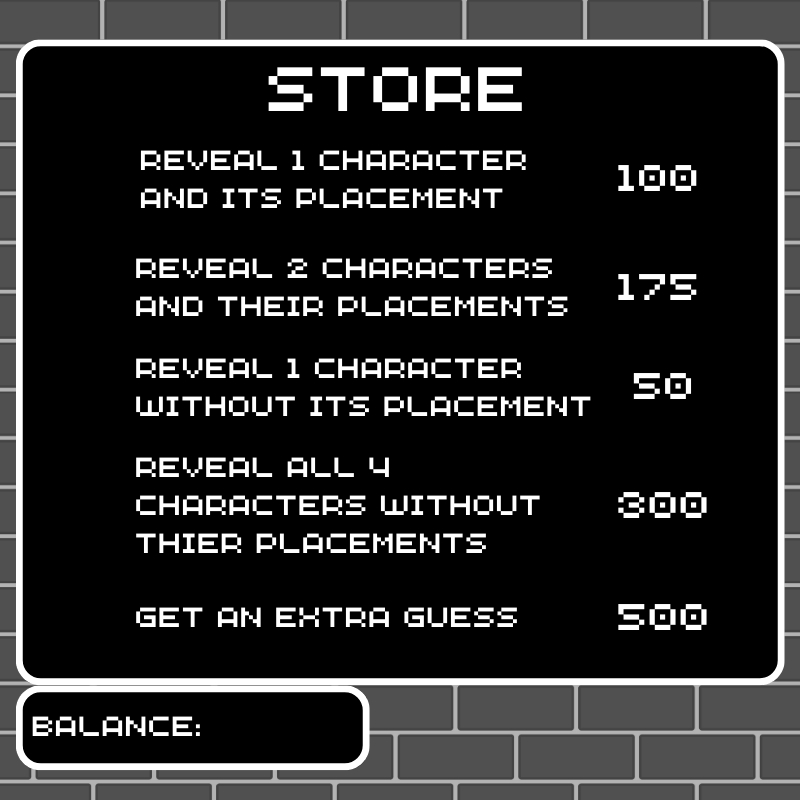 STORE
REVEAL 1 CHARACTER
AND ITS PLACEMENT
100
REVEAL 2 CHARACTERS
AND THEIR PLACEMENTS
175
REVEAL 1 CHARACTER
WITHOUT ITS PLACEMENT
50
REVEAL ALL 4
CHARACTERS WITHOUT
THIER PLACEMENTS
300
GET AN EXTRA GUESS
500
BALANCE: